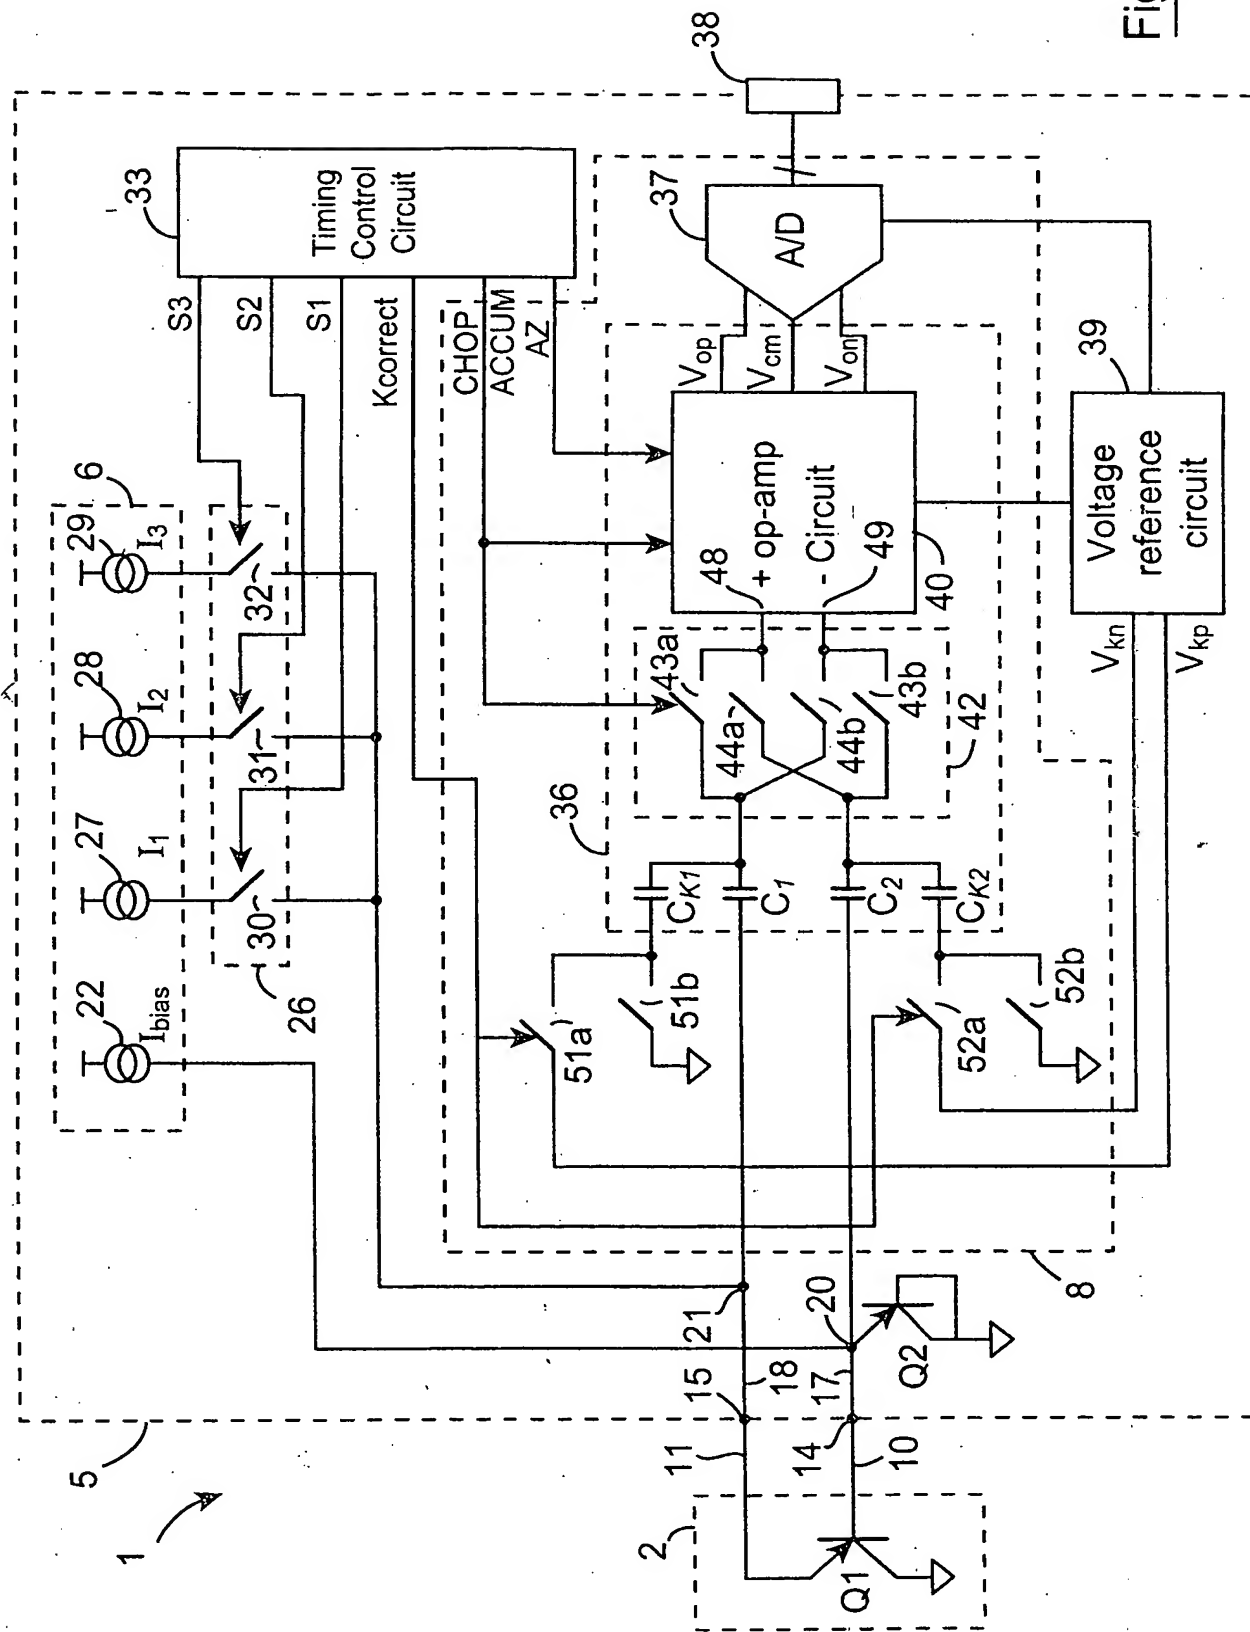 Fig
38
33
Timing
Control
Circuit
S3
S2
S1
Kcorrect
CHOP
ACCUM
AZ
37
A/D
Vop
Vcm
Von
39
Voltage
reference
circuit
Vkn
Vkp
6
29
I3
28
I2
27
I1
22
Ibias
32
31
30
26
48
+ op-amp
- Circuit
49
40
43a
44a
44b
43b
42
36
CK1
C1
C2
CK2
51a
51b
52a
52b
8
21
20
15
18
17
Q2
5
11
14
10
1
2
Q1